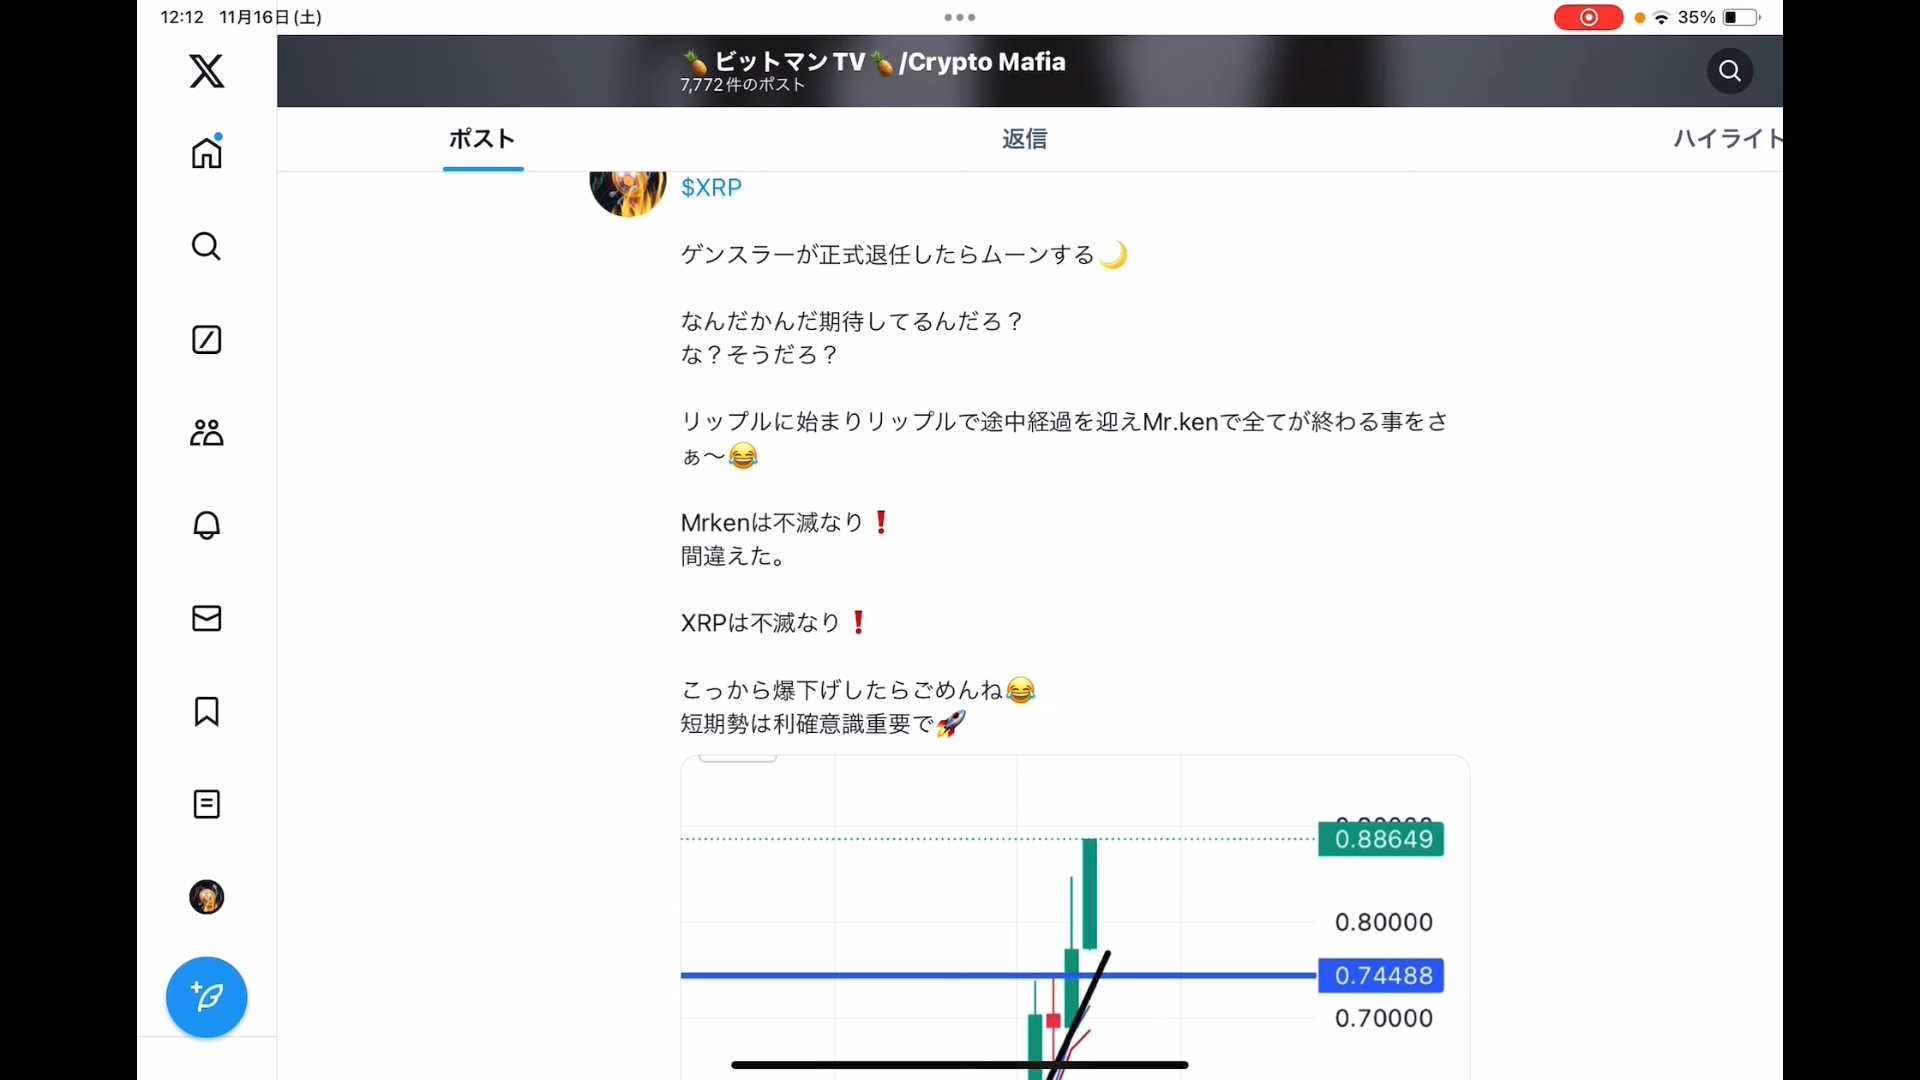 12:12 11月16日(土)
35%
🍍ビットマンTV🍍/Crypto Mafia
7,772件のポスト
ポスト
返信
ハイライト
$XRP
ゲンスラーが正式退任したらムーンする🌙
なんだかんだ期待してるんだろ？
な？そうだろ？
リップルに始まりリップルで途中経過を迎えMr.kenで全てが終わる事をさ
ぁ〜😂
Mrkenは不滅なり❗
間違えた。
XRPは不滅なり❗
こっから爆下げしたらごめんね😂
短期勢は利確意識重要で🚀
0.88649
0.80000
0.74488
0.70000